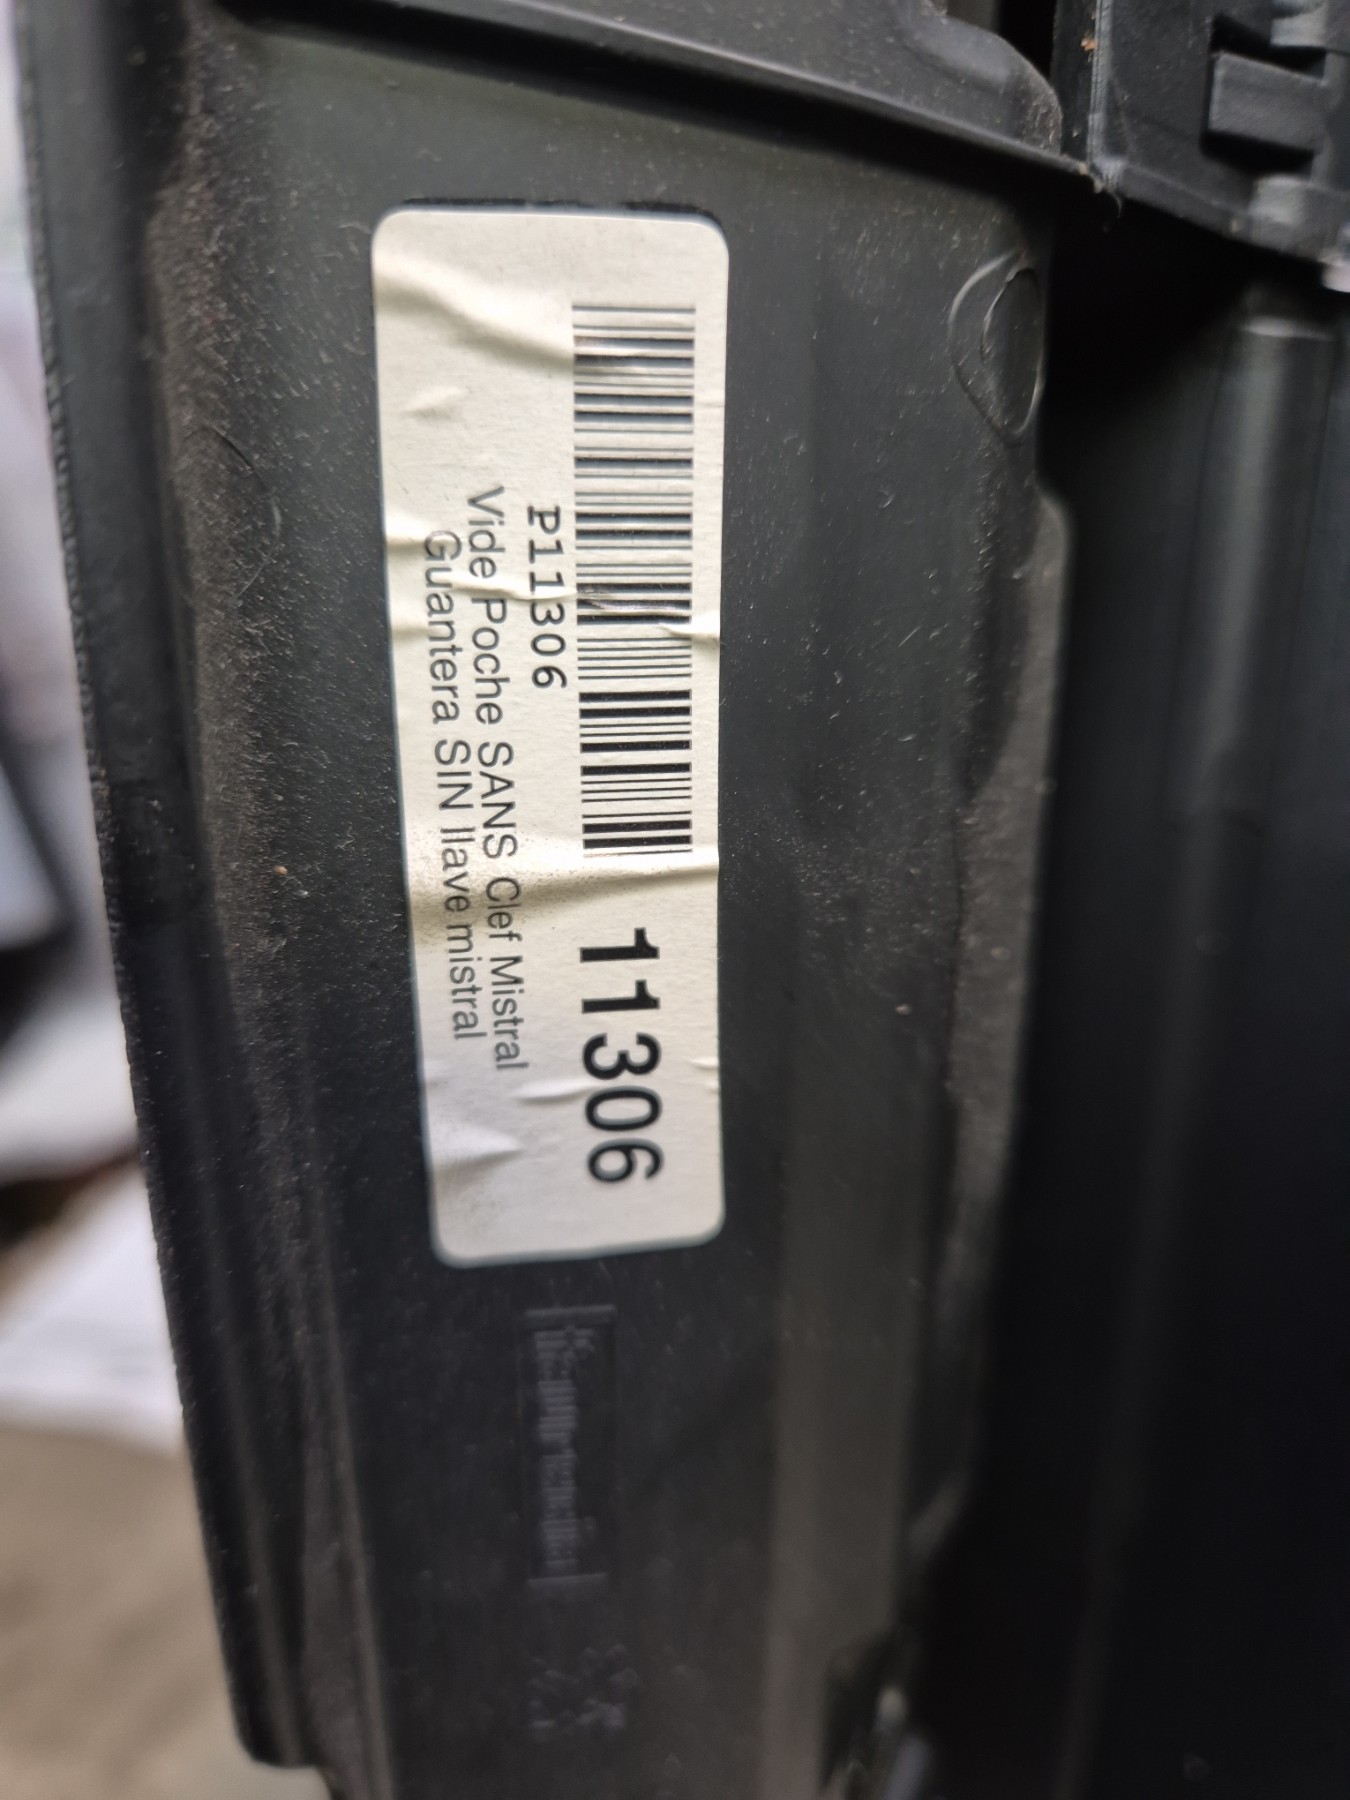 11306
P11306
Vide Poche SANS Clef Mistral
Guantera SIN llave mistral